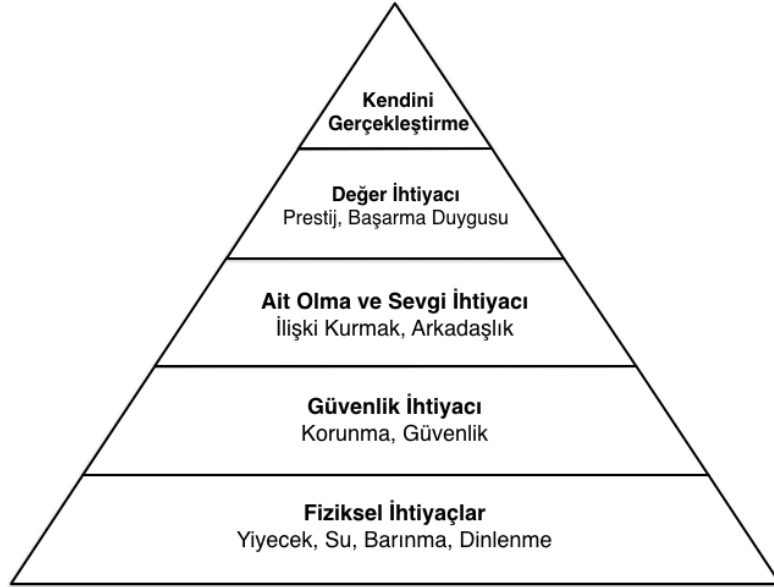 Kendini
Gerçekleştirme
Değer İhtiyacı
Prestij, Başarma Duygusu
Ait Olma ve Sevgi İhtiyacı
İlişki Kurmak, Arkadaşlık
Güvenlik İhtiyacı
Korunma, Güvenlik
Fiziksel İhtiyaçlar
Yiyecek, Su, Barınma, Dinlenme